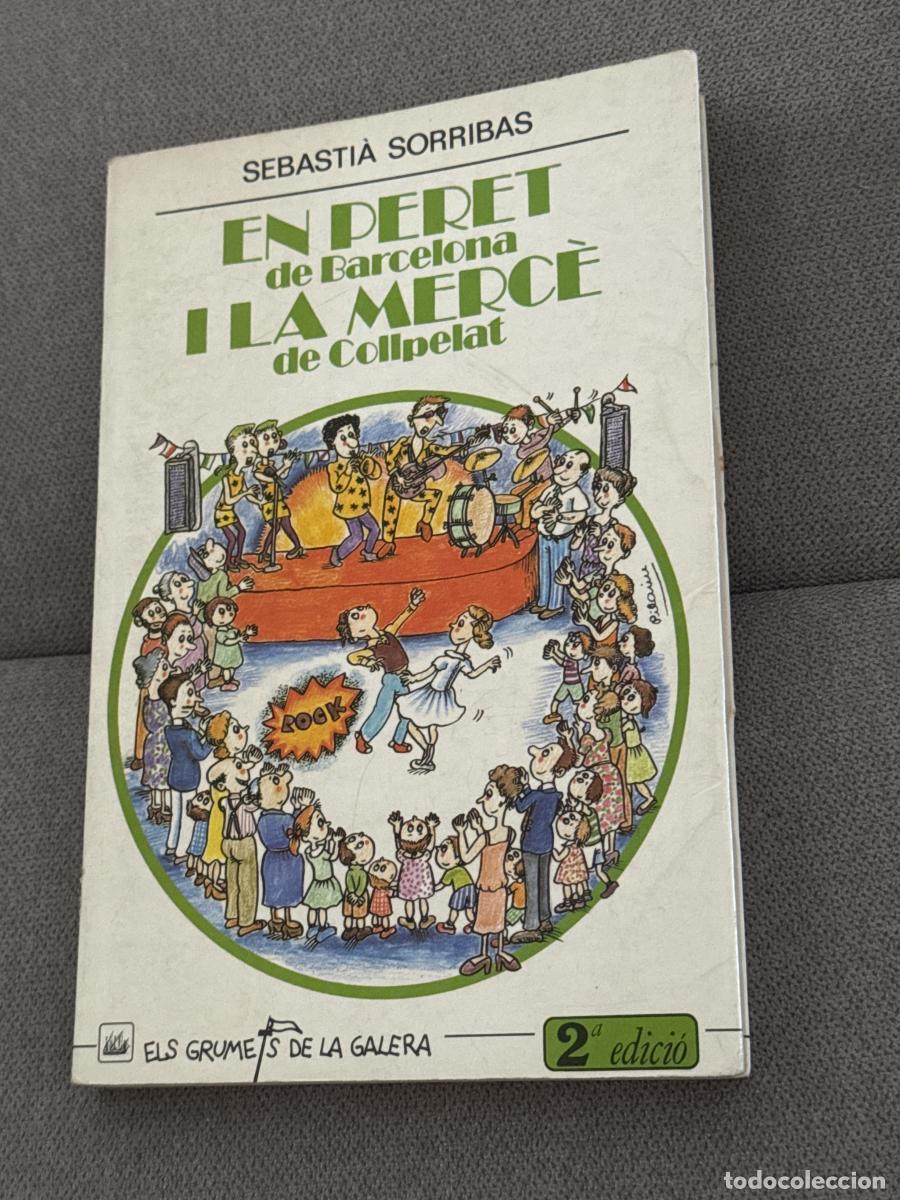 SEBASTIÀ SORRIBAS
EN PERET
de Barcelona
I LA MERCÈ
de Collpelat
Pilarín
ROCK
ELS GRUMETS DE LA GALERA
2ª edició
todocoleccion